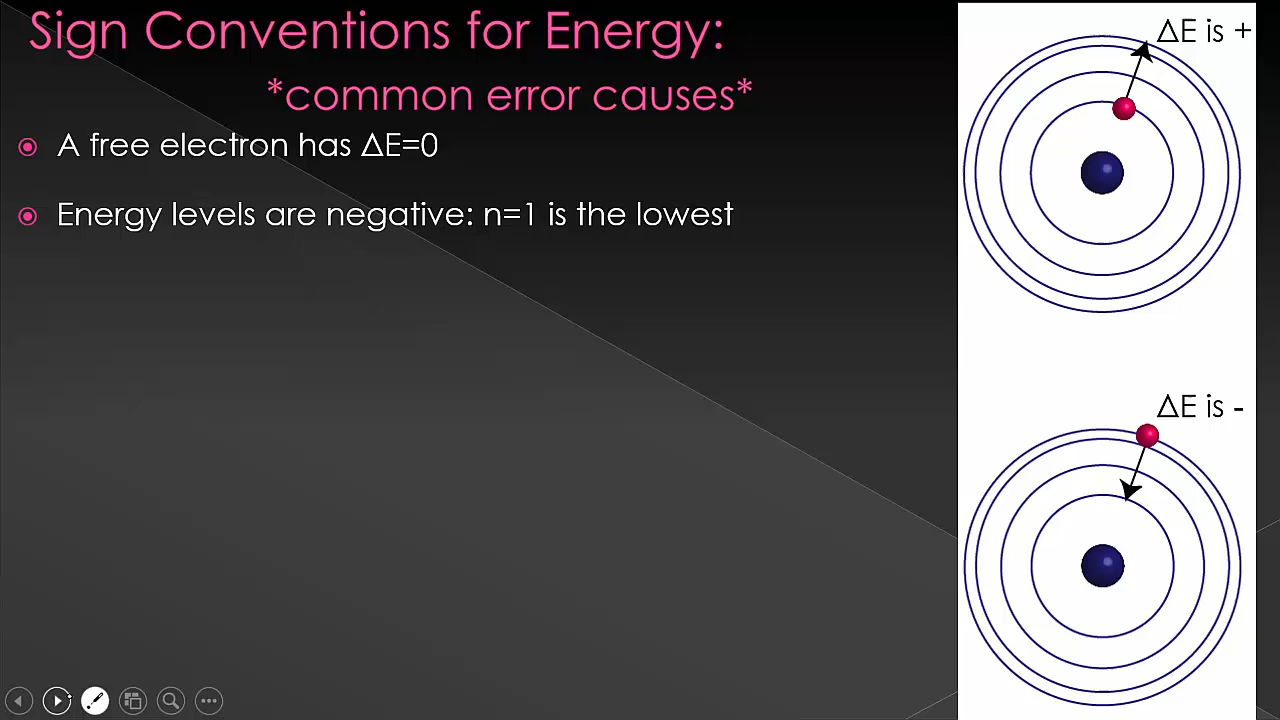 Sign Conventions for Energy:
*common error causes*
A free electron has ΔE=0
Energy levels are negative: n=1 is the lowest
ΔE is +
ΔE is -